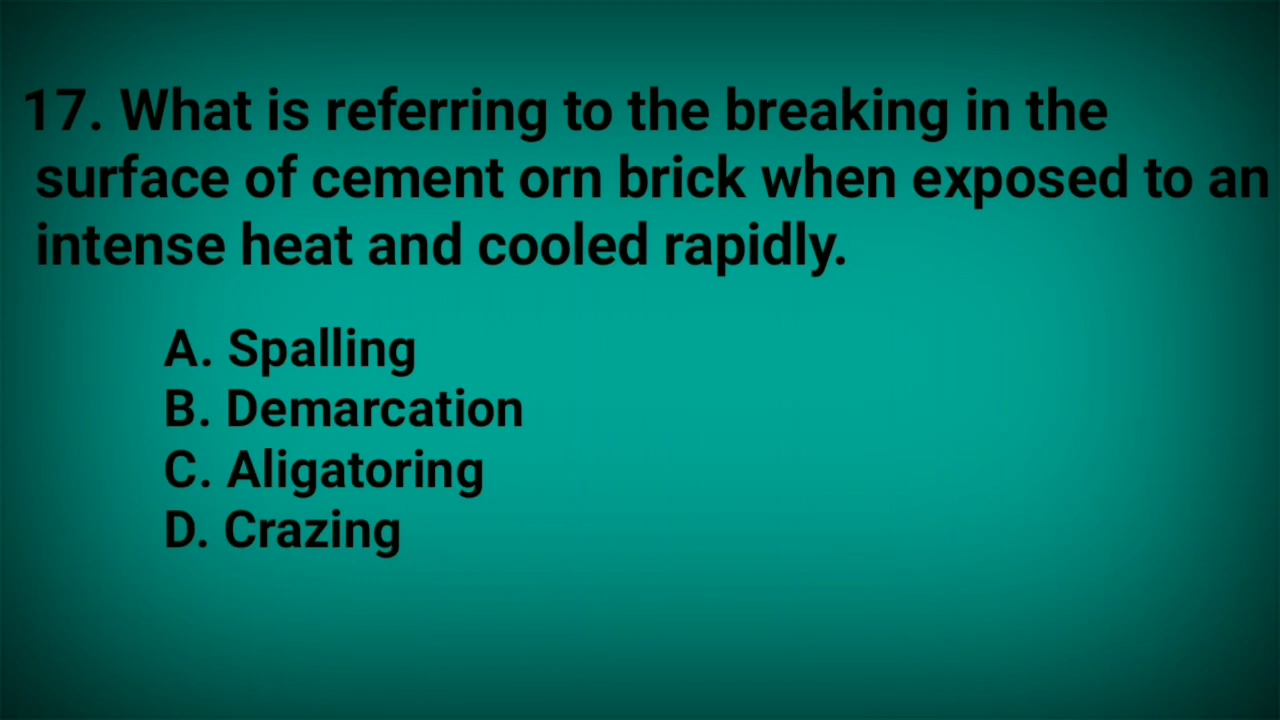 17. What is referring to the breaking in the
surface of cement orn brick when exposed to an
intense heat and cooled rapidly.
A. Spalling
B. Demarcation
C. Aligatoring
D. Crazing